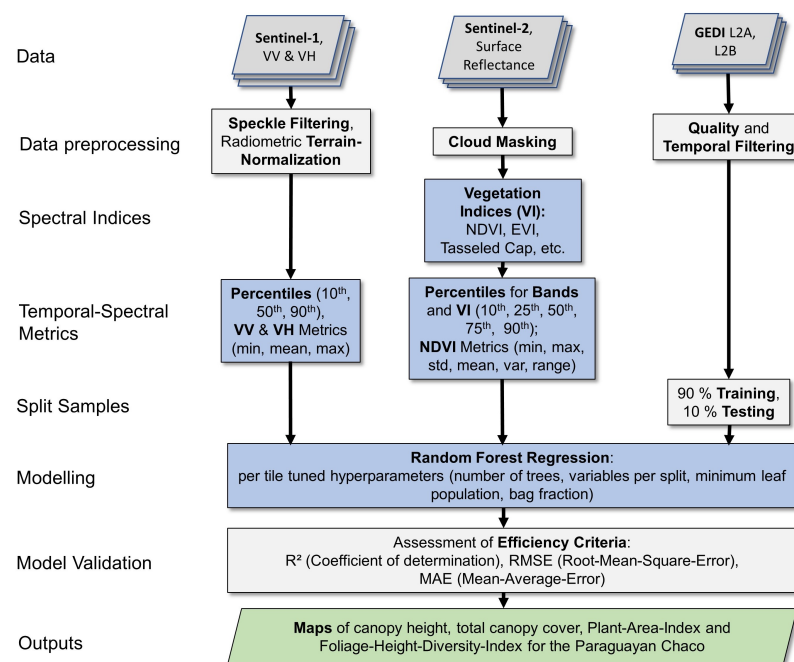 Data
Sentinel-1,
VV & VH
Sentinel-2,
Surface
Reflectance
GEDI L2A,
L2B
Data preprocessing
Speckle Filtering,
Radiometric Terrain-
Normalization
Cloud Masking
Quality and
Temporal Filtering
Spectral Indices
Vegetation
Indices (VI):
NDVI, EVI,
Tasseled Cap, etc.
Temporal-Spectral
Metrics
Percentiles (10th,
50th, 90th),
VV & VH Metrics
(min, mean, max)
Percentiles for Bands
and VI (10th, 25th, 50th,
75th, 90th);
NDVI Metrics (min, max,
std, mean, var, range)
Split Samples
90 % Training,
10 % Testing
Modelling
Random Forest Regression:
per tile tuned hyperparameters (number of trees, variables per split, minimum leaf
population, bag fraction)
Model Validation
Assessment of Efficiency Criteria:
R² (Coefficient of determination), RMSE (Root-Mean-Square-Error),
MAE (Mean-Average-Error)
Outputs
Maps of canopy height, total canopy cover, Plant-Area-Index and
Foliage-Height-Diversity-Index for the Paraguayan Chaco